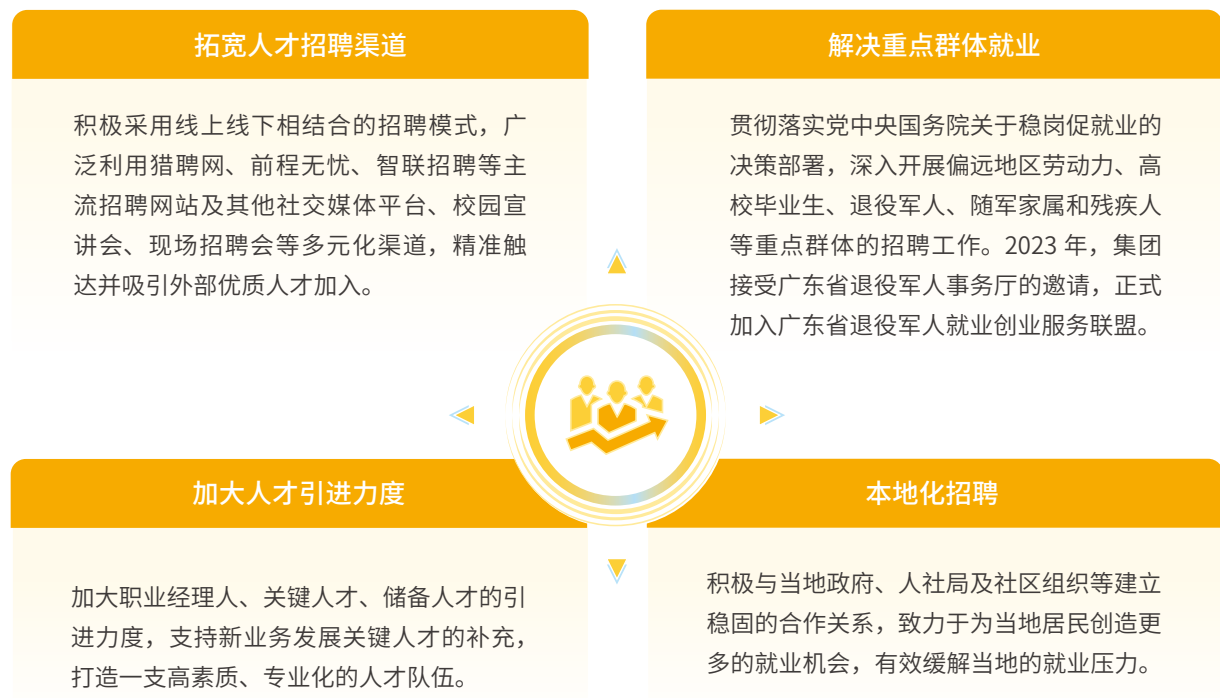 拓宽人才招聘渠道
积极采用线上线下相结合的招聘模式，广
泛利用猎聘网、前程无忧、智联招聘等主
流招聘网站及其他社交媒体平台、校园宣
讲会、现场招聘会等多元化渠道，精准触
达并吸引外部优质人才加入。
解决重点群体就业
贯彻落实党中央国务院关于稳岗促就业的
决策部署，深入开展偏远地区劳动力、高
校毕业生、退役军人、随军家属和残疾人
等重点群体的招聘工作。2023 年，集团
接受广东省退役军人事务厅的邀请，正式
加入广东省退役军人就业创业服务联盟。
加大人才引进力度
加大职业经理人、关键人才、储备人才的引
进力度，支持新业务发展关键人才的补充，
打造一支高素质、专业化的人才队伍。
本地化招聘
积极与当地政府、人社局及社区组织等建立
稳固的合作关系，致力于为当地居民创造更
多的就业机会，有效缓解当地的就业压力。